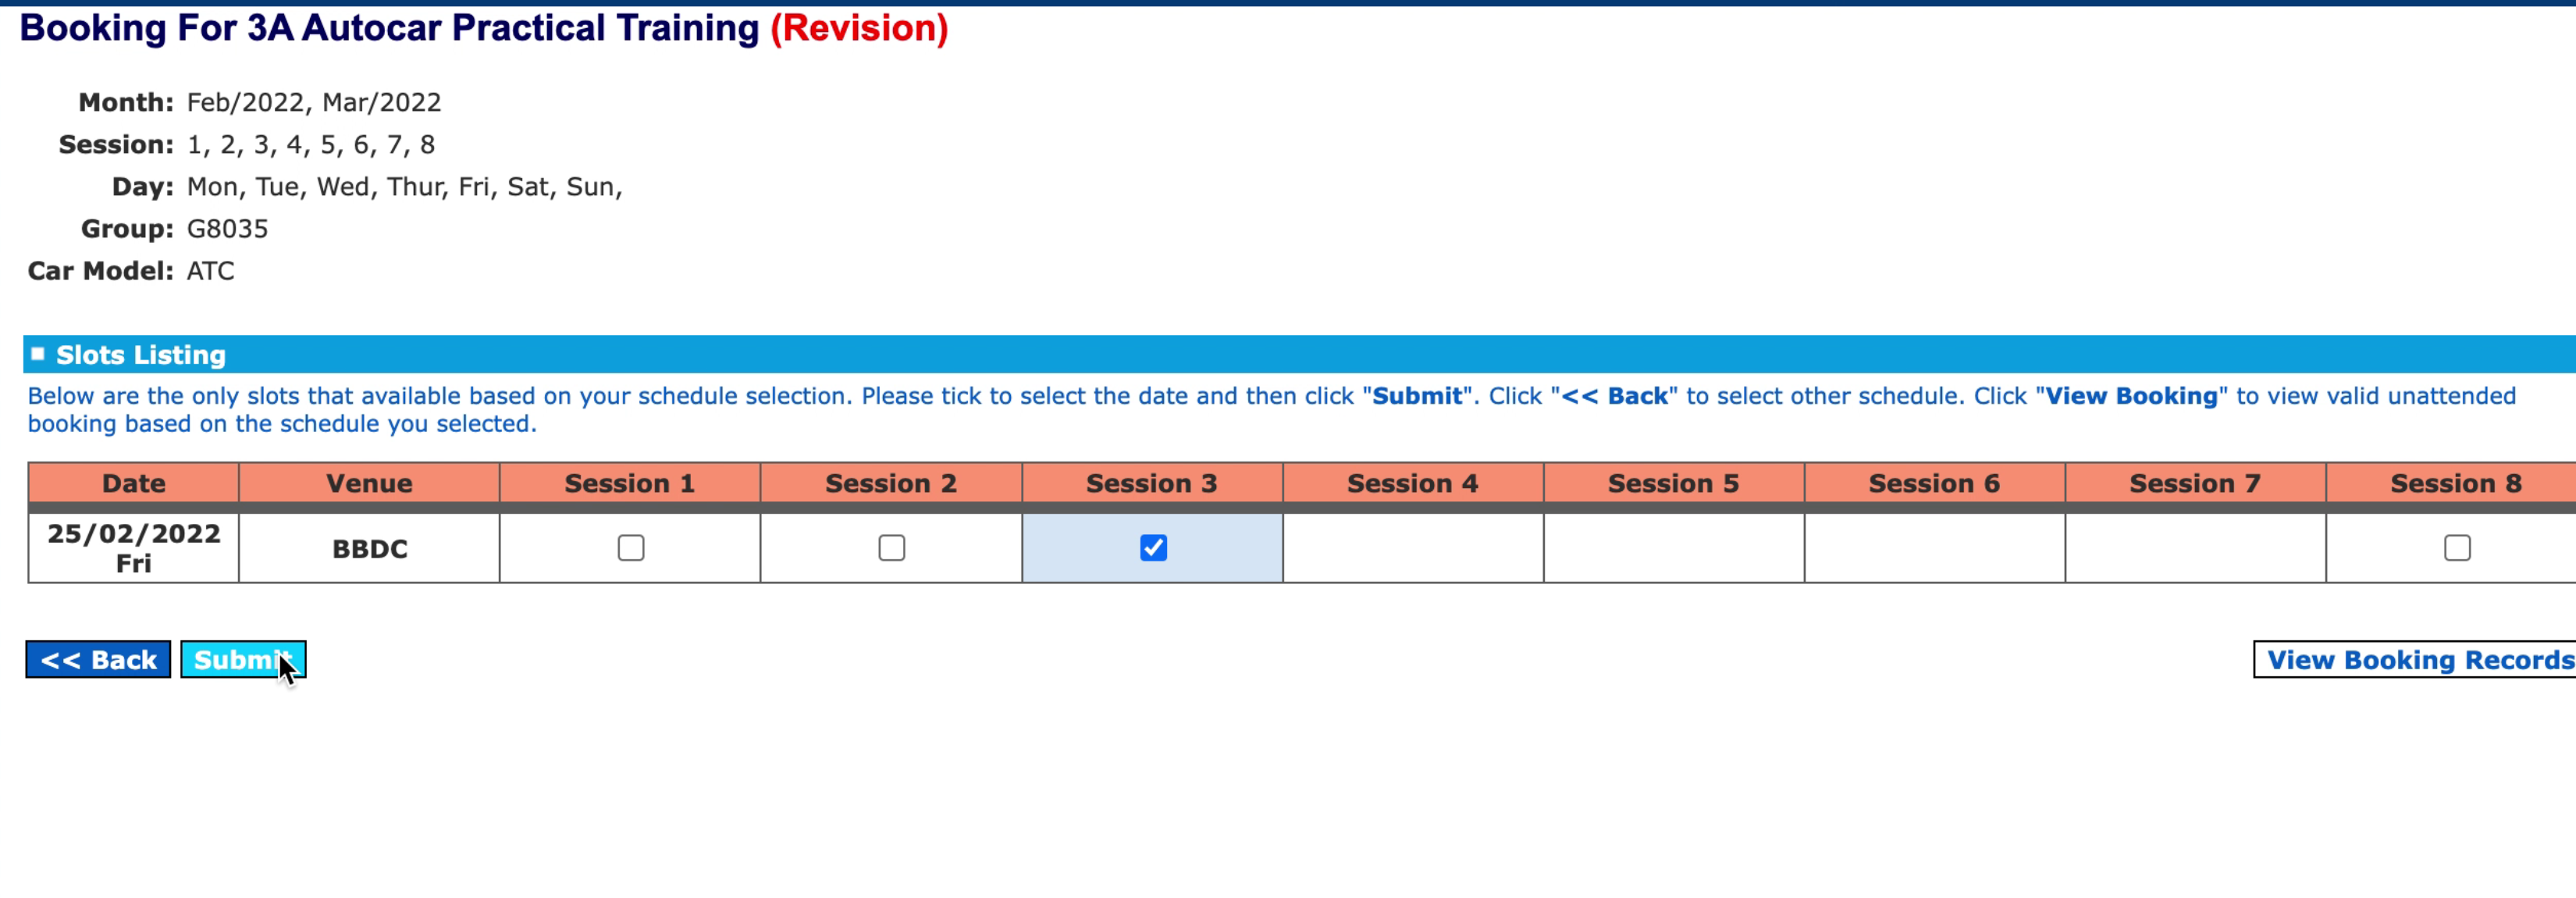 Booking For 3A Autocar Practical Training (Revision)
Month: Feb/2022, Mar/2022
Session: 1, 2, 3, 4, 5, 6, 7, 8
Day: Mon, Tue, Wed, Thur, Fri, Sat, Sun,
Group: G8035
Car Model: ATC
Slots Listing
Below are the only slots that available based on your schedule selection. Please tick to select the date and then click "Submit". Click "<< Back" to select other schedule. Click "View Booking" to view valid unattended
booking based on the schedule you selected.
Date Venue Session 1 Session 2 Session 3 Session 4 Session 5 Session 6 Session 7 Session 8
25/02/2022
Fri
BBDC
<< Back Submit View Booking Records